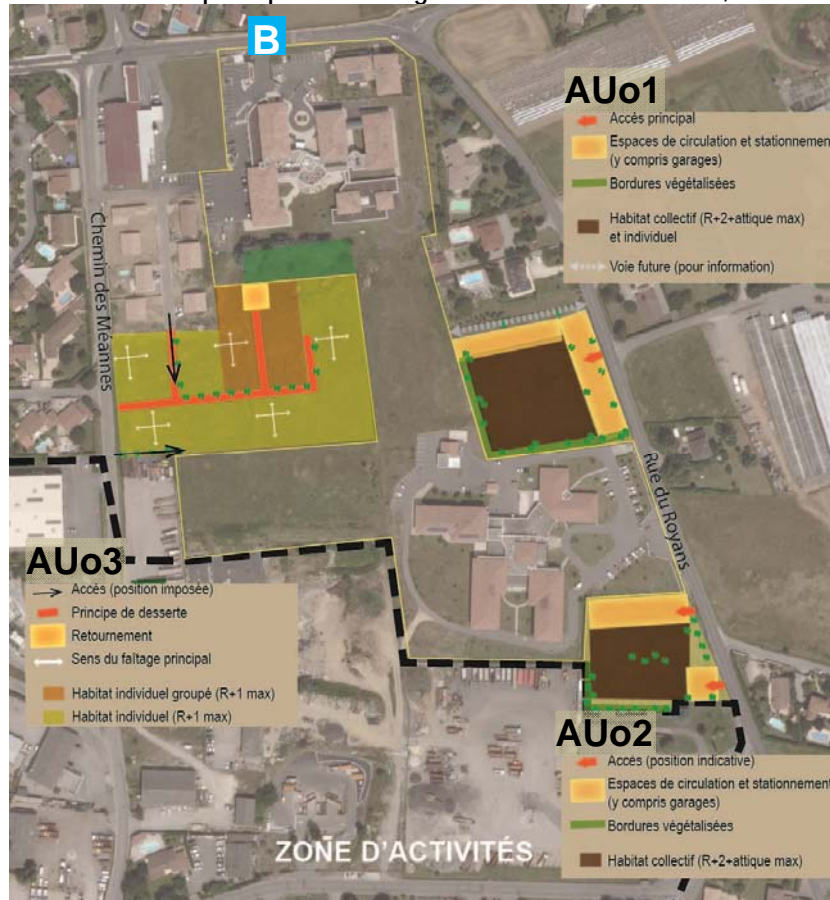 B
AUo1
Accès principal
Espaces de circulation et stationnement
(y compris garages)
Bordures végétalisées
Habitat collectif (R+2+attique max)
et individuel
Voie future (pour information)
Chemin des Méannes
Rue du Royans
AUo3
Accès (position imposée)
Principe de desserte
Retournement
Sens du faîtage principal
Habitat individuel groupé (R+1 max)
Habitat individuel (R+1 max)
AUo2
Accès (position indicative)
Espaces de circulation et stationnement
(y compris garages)
Bordures végétalisées
Habitat collectif (R+2+attique max)
ZONE D'ACTIVITÉS